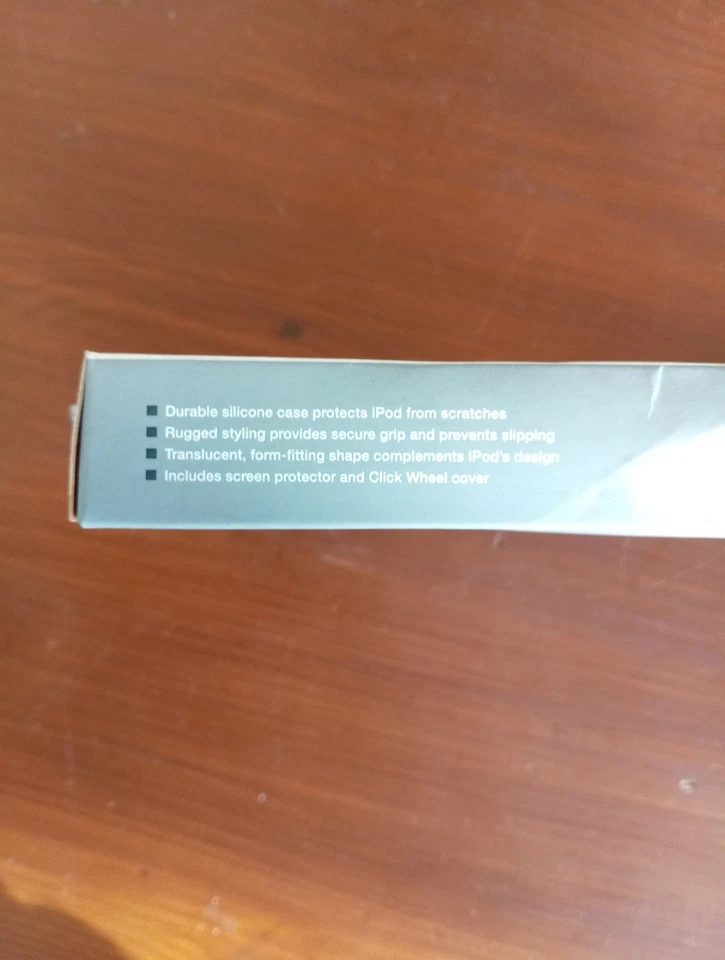 ■ Durable silicone case protects iPod from scratches
■ Rugged styling provides secure grip and prevents slipping
■ Translucent, form-fitting shape complements iPod's design
■ Includes screen protector and Click Wheel cover